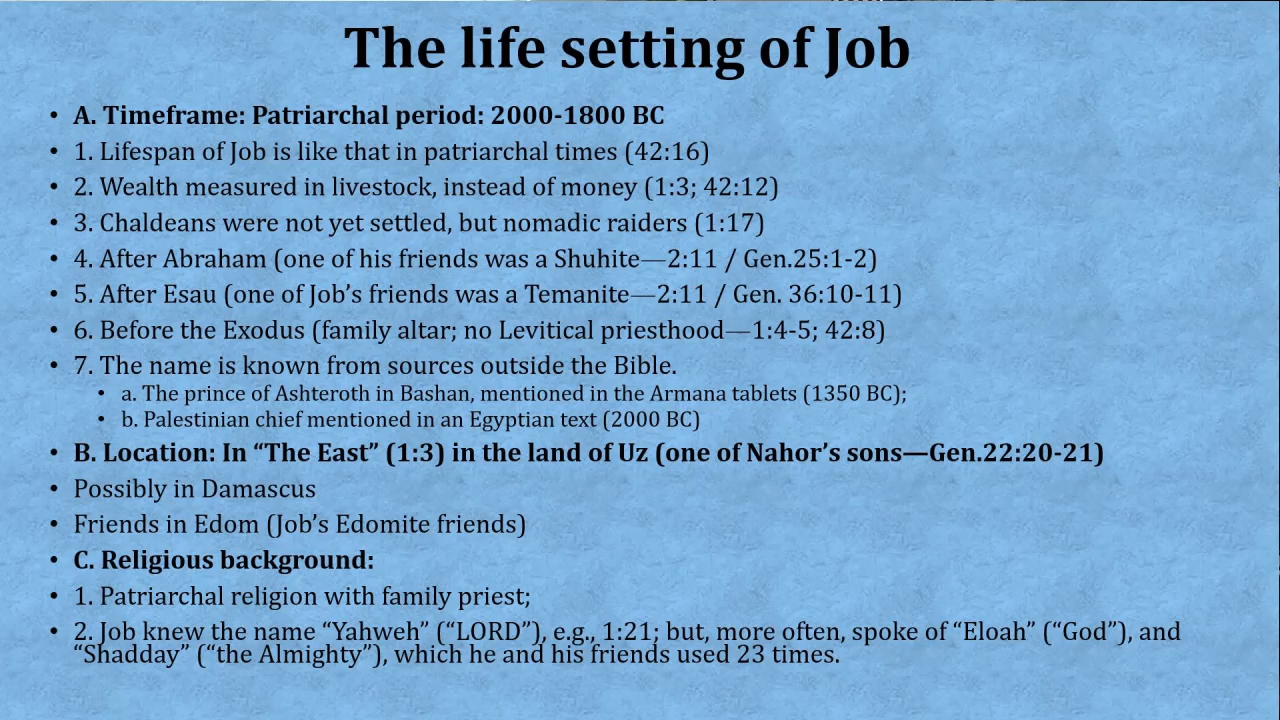 The life setting of Job
• A. Timeframe: Patriarchal period: 2000-1800 BC
• 1. Lifespan of Job is like that in patriarchal times (42:16)
• 2. Wealth measured in livestock, instead of money (1:3; 42:12)
• 3. Chaldeans were not yet settled, but nomadic raiders (1:17)
• 4. After Abraham (one of his friends was a Shuhite—2:11 / Gen.25:1-2)
• 5. After Esau (one of Job’s friends was a Temanite—2:11 / Gen. 36:10-11)
• 6. Before the Exodus (family altar; no Levitical priesthood—1:4-5; 42:8)
• 7. The name is known from sources outside the Bible.
• a. The prince of Ashteroth in Bashan, mentioned in the Armana tablets (1350 BC);
• b. Palestinian chief mentioned in an Egyptian text (2000 BC)
• B. Location: In “The East” (1:3) in the land of Uz (one of Nahor’s sons—Gen.22:20-21)
• Possibly in Damascus
• Friends in Edom (Job’s Edomite friends)
• C. Religious background:
• 1. Patriarchal religion with family priest;
• 2. Job knew the name “Yahweh” (“LORD”), e.g., 1:21; but, more often, spoke of “Eloah” (“God”), and
“Shadday” (“the Almighty”), which he and his friends used 23 times.